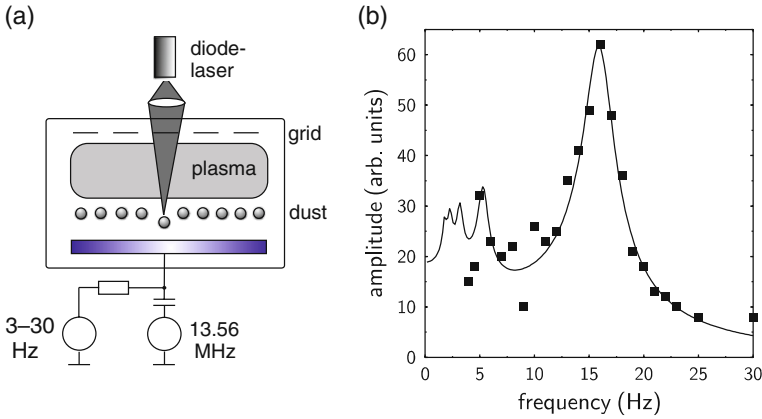 (a)
diode-
laser
grid
plasma
dust
3–30
Hz
13.56
MHz
(b)
amplitude (arb. units)
60
50
40
30
20
10
0
0 5 10 15 20 25 30
frequency (Hz)